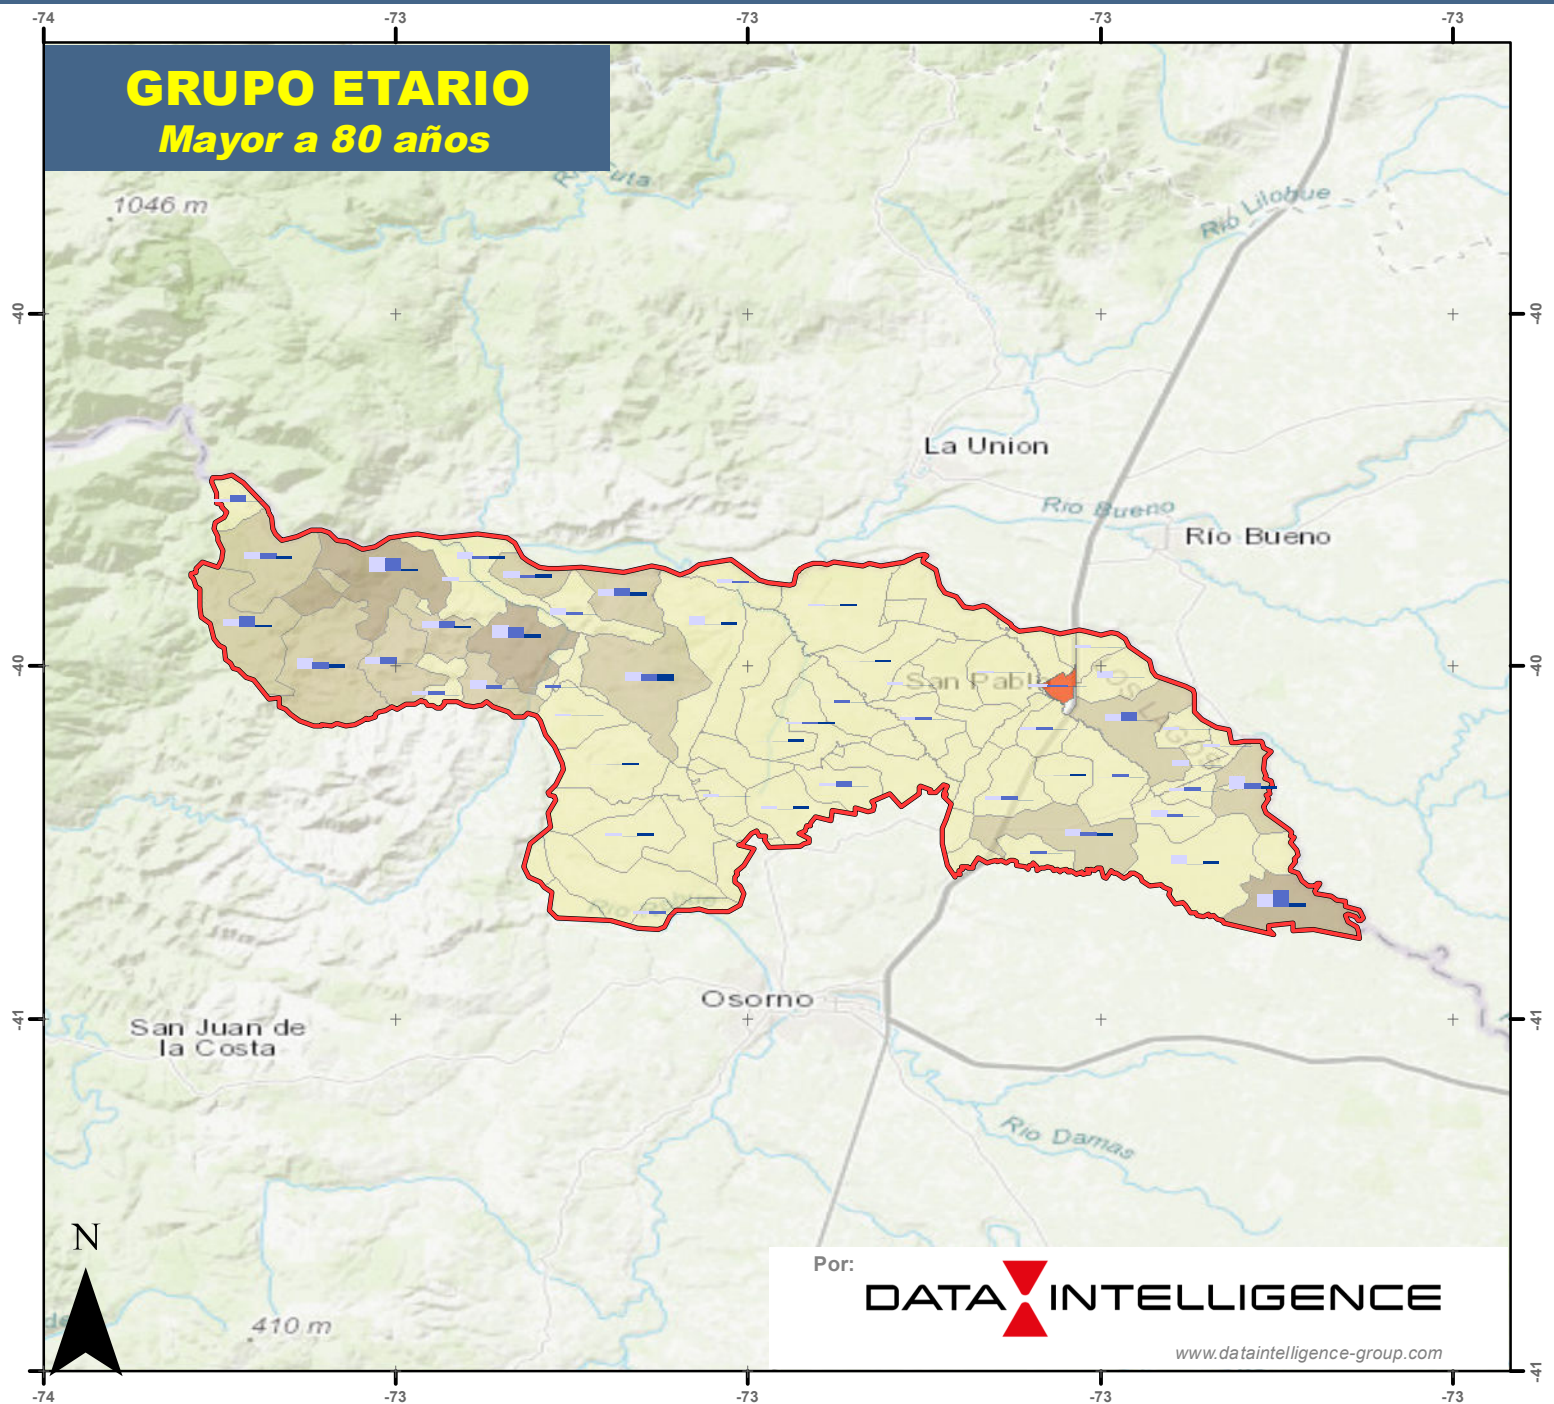 -74
-73
-73
-73
-73
GRUPO ETARIO
Mayor a 80 años
1046 m
Río Lilobue
-40
-40
La Union
Rio Bueno
Río Bueno
-40
-40
San Pablo
Osorno
-41
-41
San Juan de
la Costa
Rio Damas
N
Por:
DATA INTELLIGENCE
410 m
www.dataintelligence-group.com
-41
-74
-73
-73
-73
-73